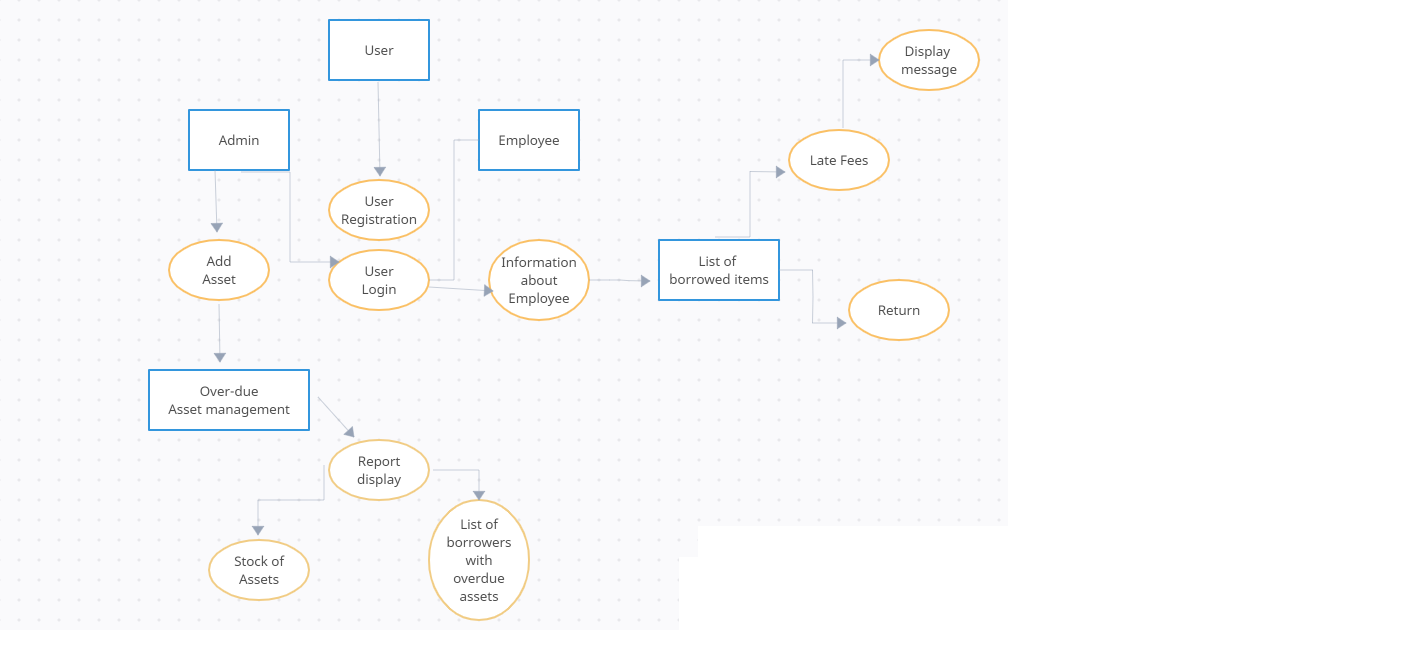 User
Display
message
Admin
Employee
Late Fees
User
Registration
Add
Asset
User
Login
Information
about
Employee
List of
borrowed items
Return
Over-due
Asset management
Report
display
Stock of
Assets
List of
borrowers
with
overdue
assets